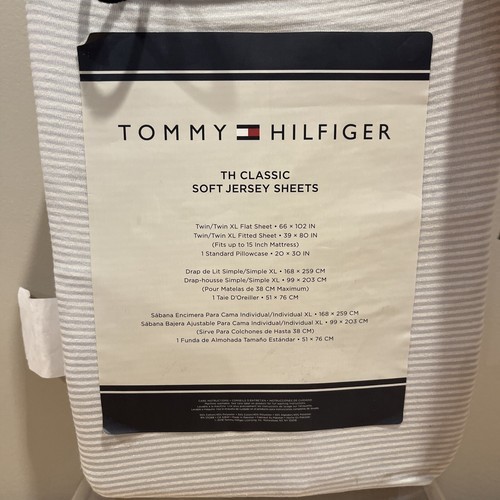 TOMMY HILFIGER
TH CLASSIC
SOFT JERSEY SHEETS
Twin/Twin XL Flat Sheet • 66 × 102 IN
Twin/Twin XL Fitted Sheet • 39 × 80 IN
(Fits up to 15 Inch Mattress)
1 Standard Pillowcase • 20 × 30 IN
Drap de Lit Simple/Simple XL • 168 × 259 CM
Drap-housse Simple/Simple XL • 99 × 203 CM
(Pour Matelas de 38 CM Maximum)
1 Taie D'Oreiller • 51 × 76 CM
Sábana Encimera Para Cama Individual/Individual XL • 168 × 259 CM
Sábana Bajera Ajustable Para Cama Individual/Individual XL • 99 × 203 CM
(Sirve Para Colchones de Hasta 38 CM)
1 Funda de Almohada Tamaño Estándar • 51 × 76 CM